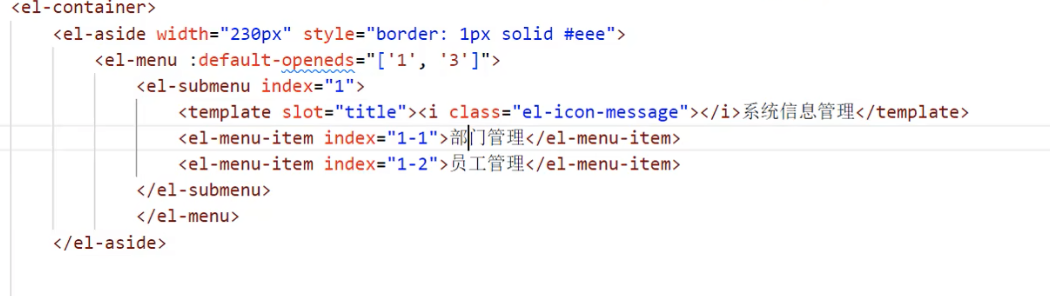 <el-container>
<el-aside width="230px" style="border: 1px solid #eee">
<el-menu :default-openeds="['1', '3']">
<el-submenu index="1">
<template slot="title"><i class="el-icon-message"></i>系统信息管理</template>
<el-menu-item index="1-1">部门管理</el-menu-item>
<el-menu-item index="1-2">员工管理</el-menu-item>
</el-submenu>
</el-menu>
</el-aside>